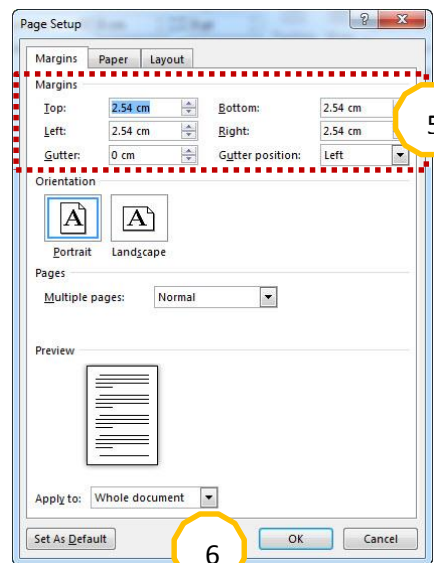 Page Setup
Margins Paper Layout
Margins
Top: 2.54 cm Bottom: 2.54 cm
Left: 2.54 cm Right: 2.54 cm
5
Gutter: 0 cm Gutter position: Left
Orientation
A A
Portrait Landscape
Pages
Multiple pages: Normal
Preview
Apply to: Whole document
Set As Default OK Cancel
6